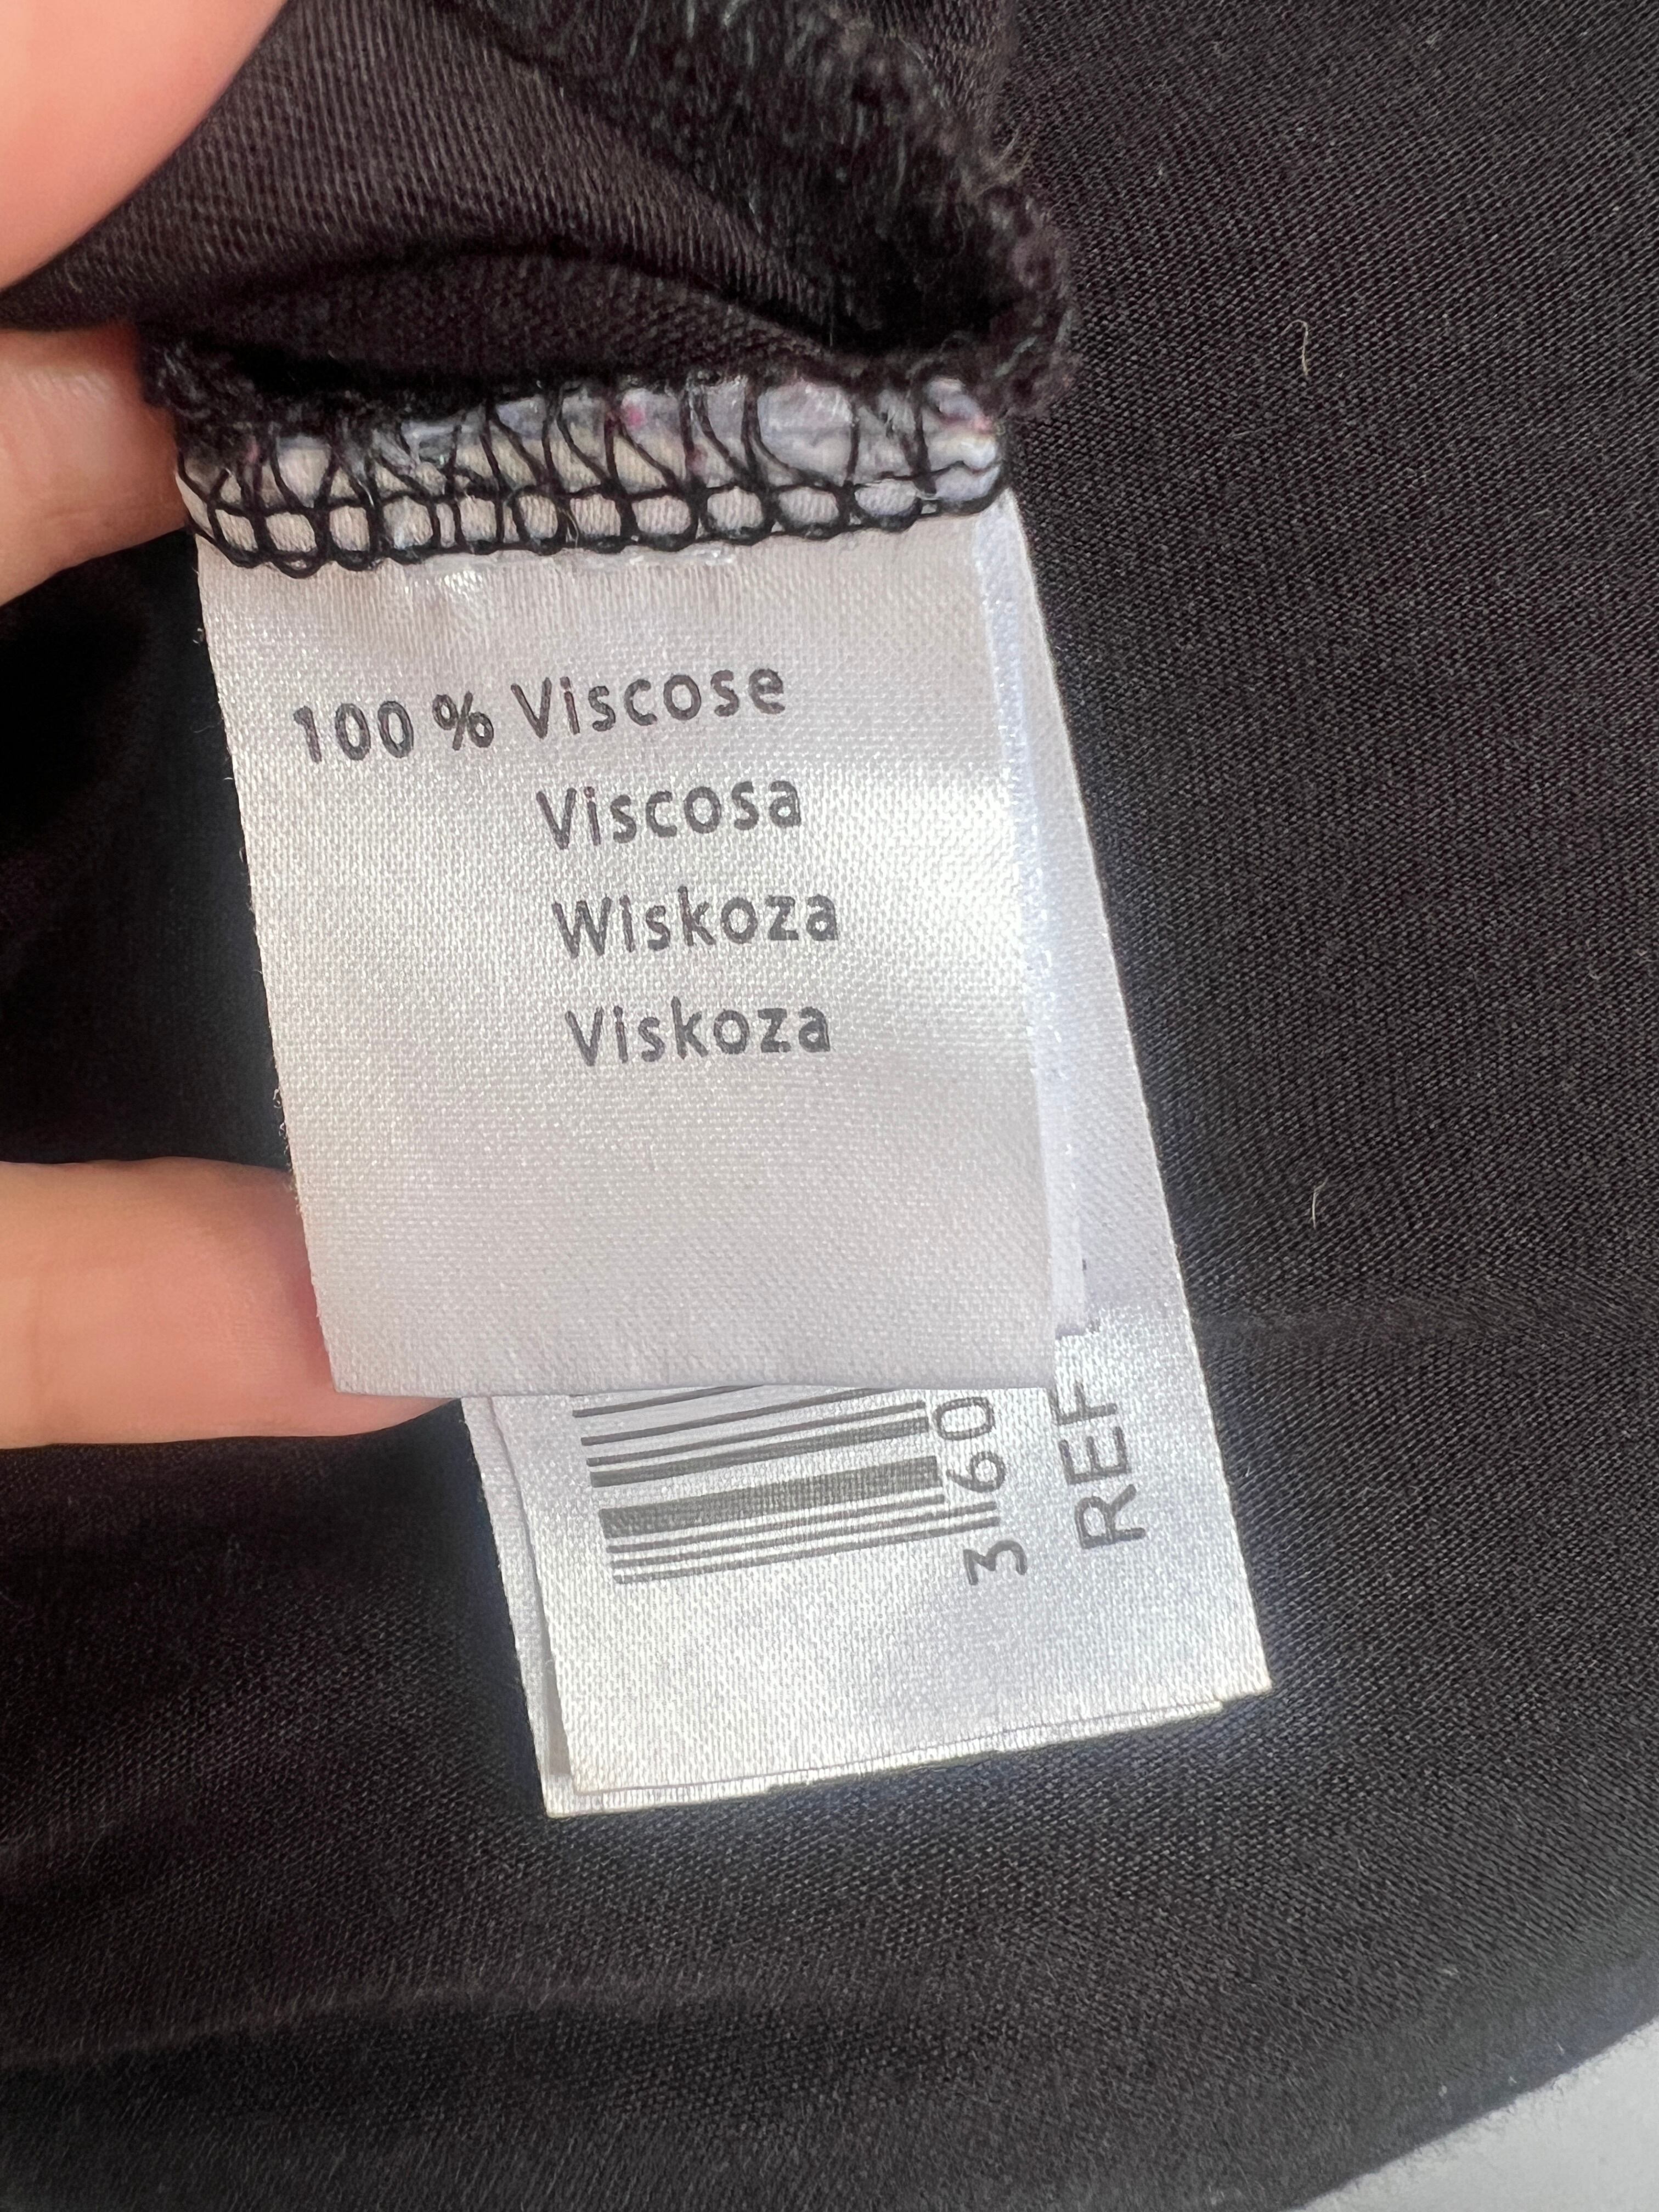 100 % Viscose
Viscosa
Wiskoza
Viskoza
3 60
REF.